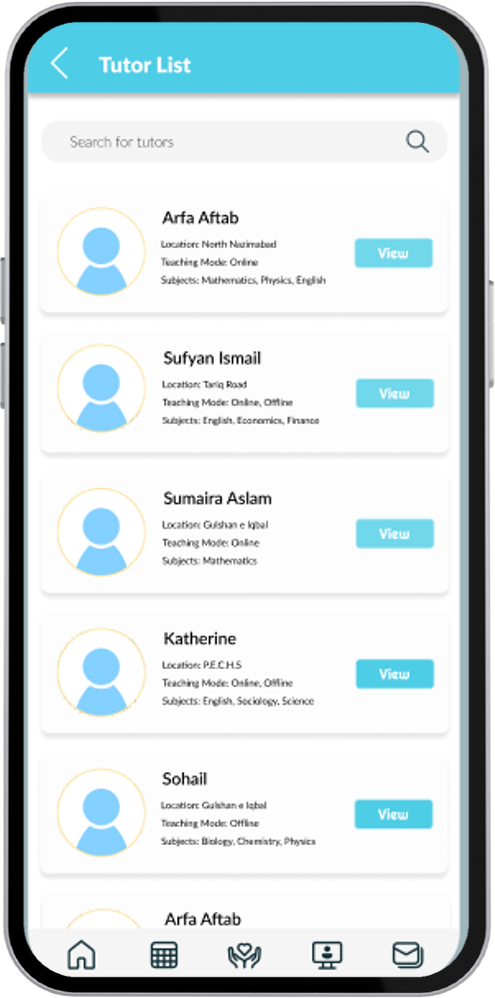 Tutor List
Search for tutors
Arfa Aftab
Location: North Nazimabad
Teaching Mode: Online
Subjects: Mathematics, Physics, English
View
Sufyan Ismail
Location: Tariq Road
Teaching Mode: Online, Offline
Subjects: English, Economics, Finance
View
Sumaira Aslam
Location: Gulshan e Iqbal
Teaching Mode: Online
Subjects: Mathematics
View
Katherine
Location: P.E.C.H.S
Teaching Mode: Online, Offline
Subjects: English, Sociology, Science
View
Sohail
Location: Gulshan e Iqbal
Teaching Mode: Offline
Subjects: Biology, Chemistry, Physics
View
Arfa Aftab